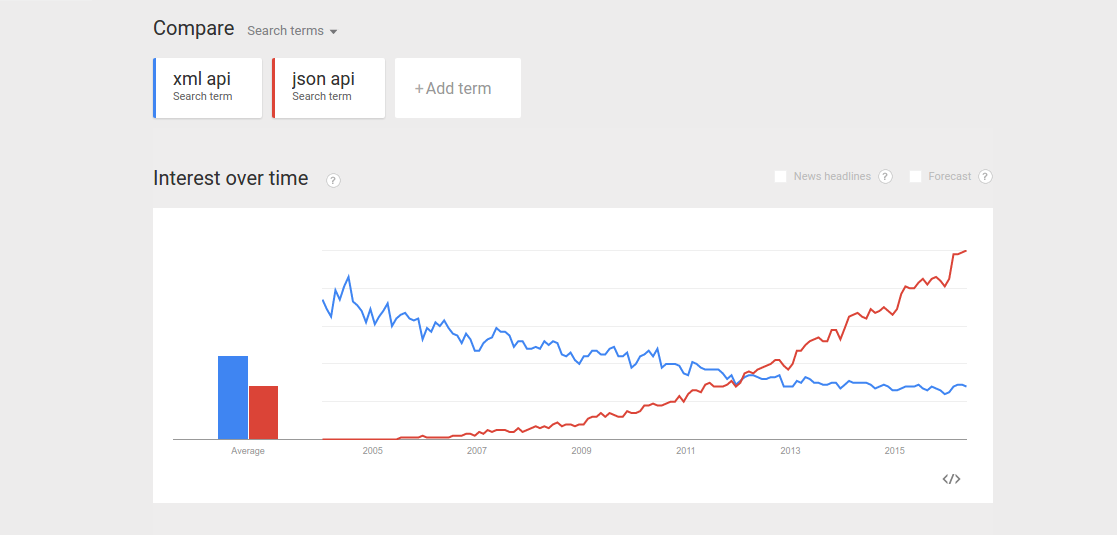 Compare Search terms
xml api
Search term
json api
Search term
+ Add term
Interest over time ?
News headlines ? Forecast ?
Average 2005 2007 2009 2011 2013 2015
</>